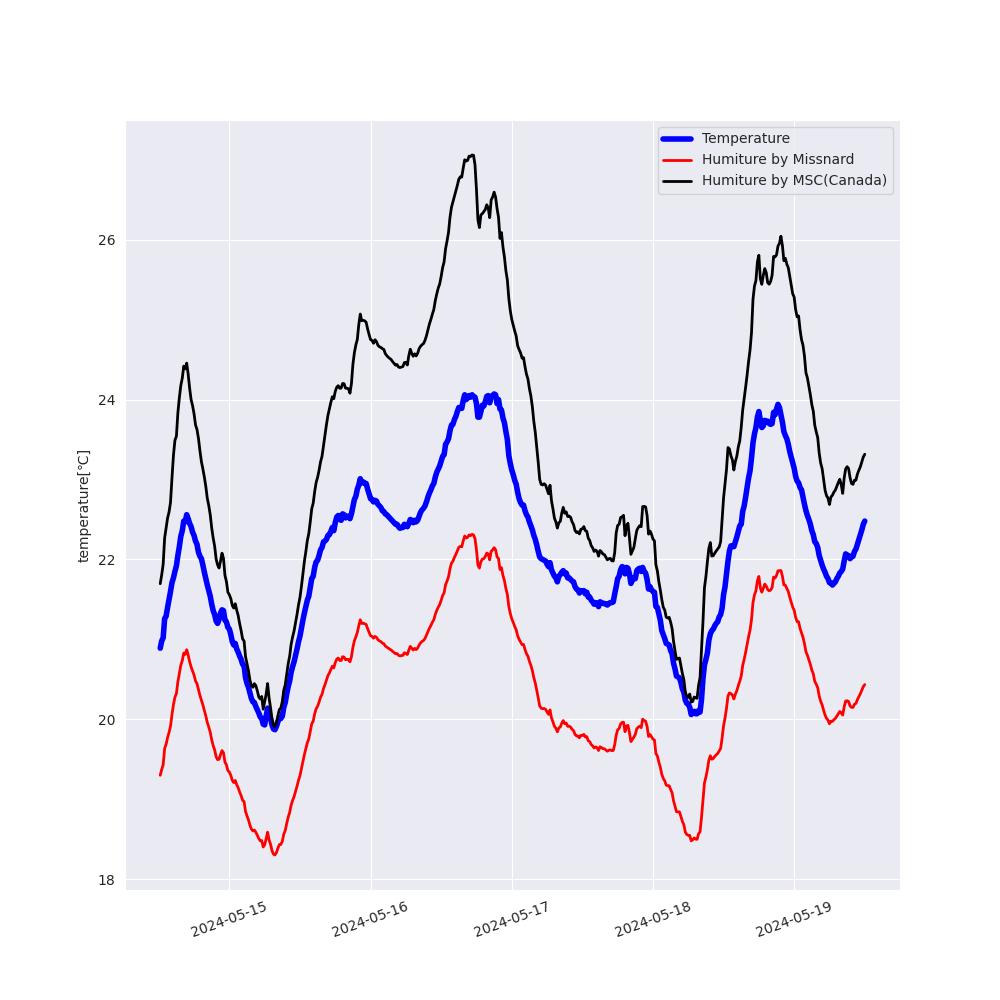 Temperature
Humiture by Missnard
Humiture by MSC(Canada)
temperature[℃]
26
24
22
20
18
2024-05-15
2024-05-16
2024-05-17
2024-05-18
2024-05-19